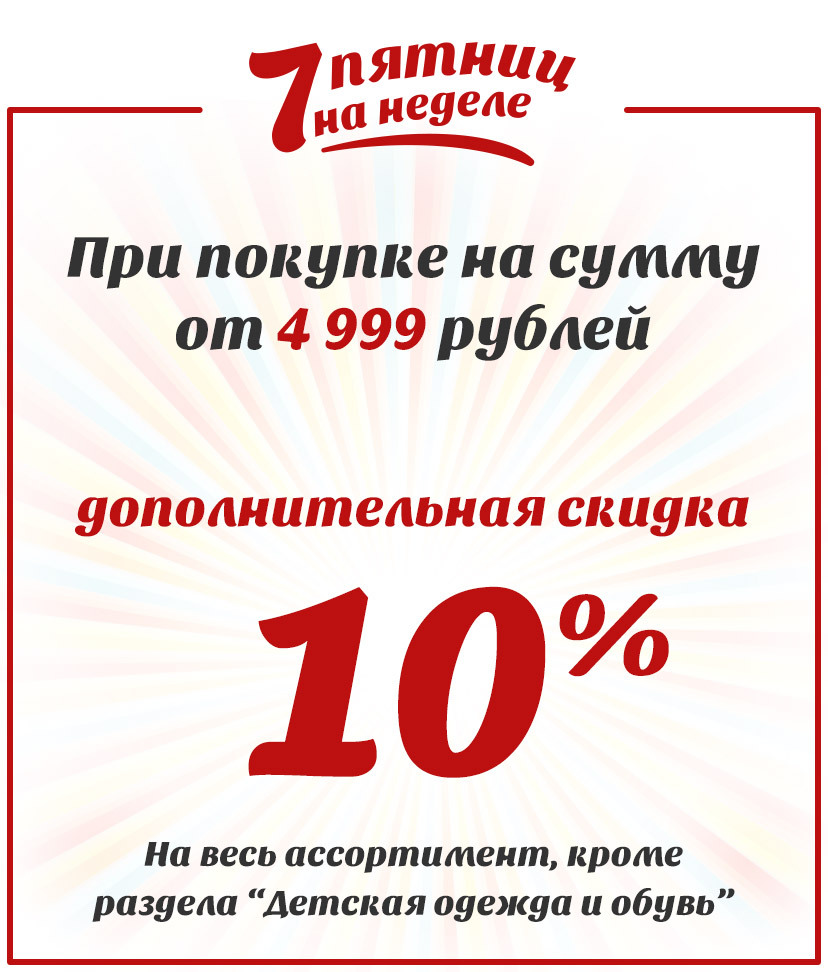 7 пятниц
на неделе
При покупке на сумму
от 4 999 рублей
дополнительная скидка
10%
На весь ассортимент, кроме
раздела “Детская одежда и обувь”